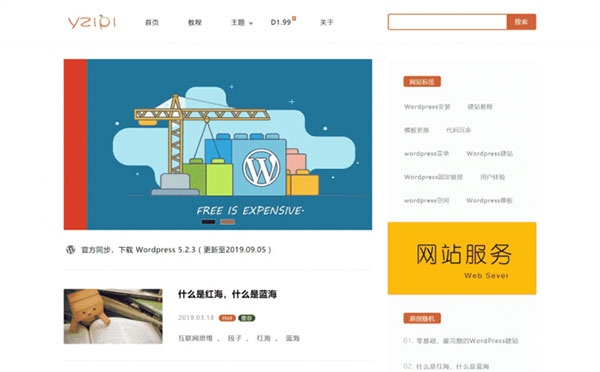 yzipi
首页 教程 主题 D1.99 关于
搜索
FREE IS EXPENSIVE·
官方同步，下载 Wordpress 5.2.3 ( 更新至2019.09.05 )
什么是红海，什么是蓝海
2019.03.18 Hot 推荐
互联网思维 、 段子 、 红海 、 蓝海
网站标签
Wordpress安装 建站教程
模板更换 代码沉余
wordpress菜单 Wordpress建站
Wordpress固定链接 用户体验
wordpress空间 Wordpress模板
网站服务
Web Sever
原创随机
01. 零基础，最完整的WordPress建站
02. 什么是红海，什么是蓝海